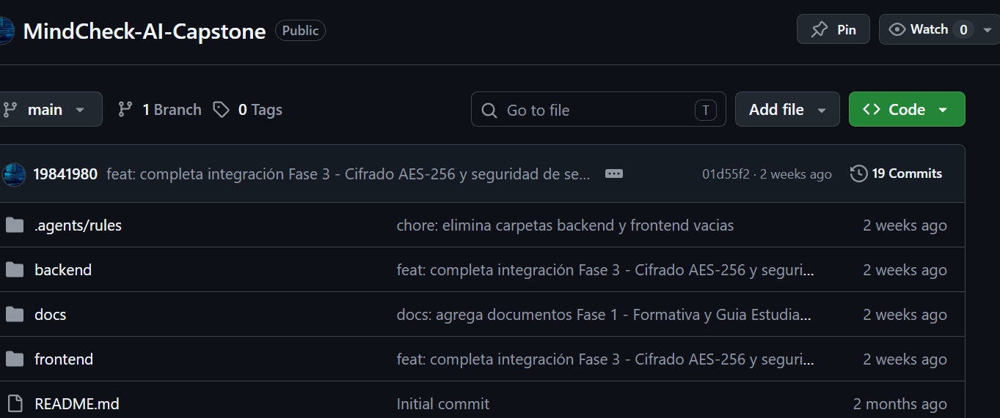 MindCheck-AI-Capstone Public Pin Watch 0
main 1 Branch 0 Tags Go to file T Add file Code
19841980 feat: completa integración Fase 3 - Cifrado AES-256 y seguridad de se... 01d55f2 · 2 weeks ago 19 Commits
.agents/rules chore: elimina carpetas backend y frontend vacias 2 weeks ago
backend feat: completa integración Fase 3 - Cifrado AES-256 y seguri... 2 weeks ago
docs docs: agrega documentos Fase 1 - Formativa y Guia Estudia... 2 weeks ago
frontend feat: completa integración Fase 3 - Cifrado AES-256 y seguri... 2 weeks ago
README.md Initial commit 2 months ago